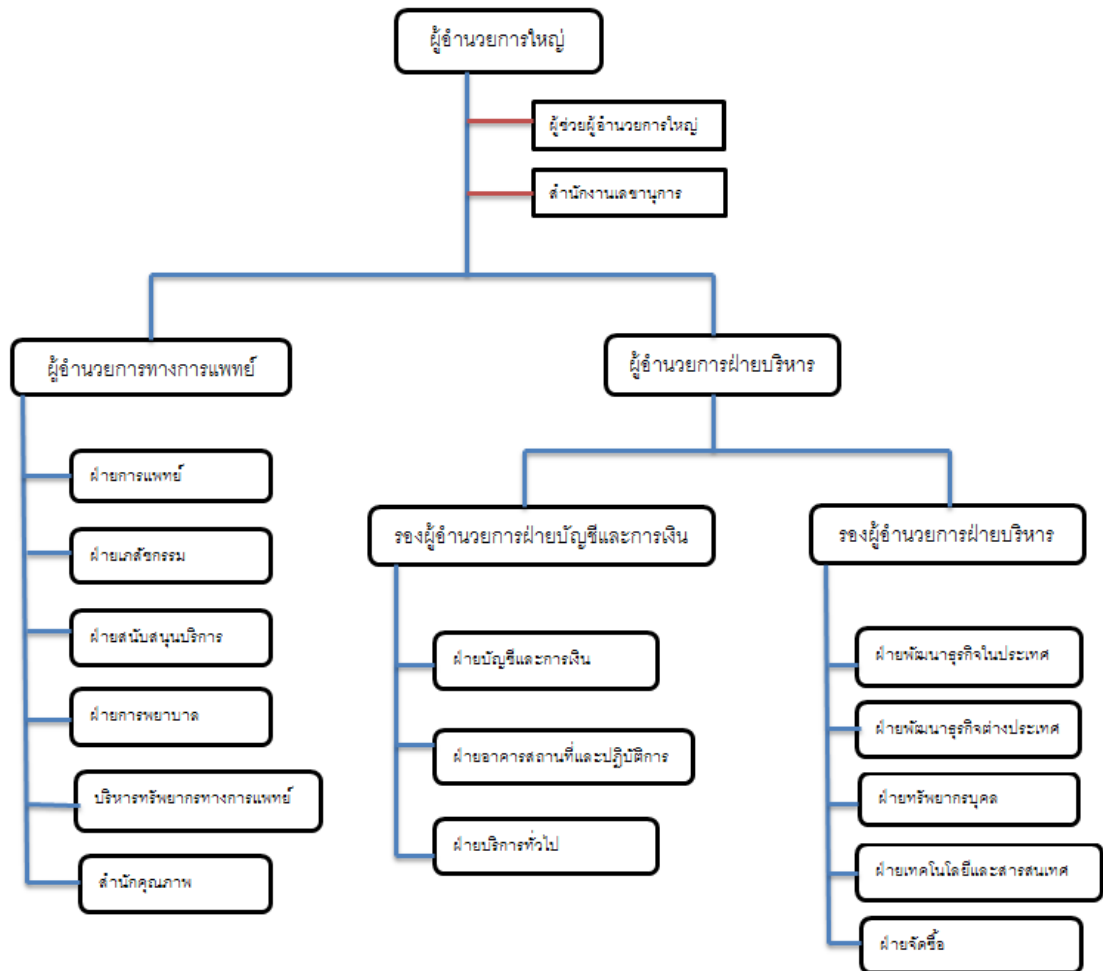 ผู้อำนวยการใหญ่
ผู้ช่วยผู้อำนวยการใหญ่
สำนักงานเลขานุการ
ผู้อำนวยการทางการแพทย์
ผู้อำนวยการฝ่ายบริหาร
ฝ่ายการแพทย์
ฝ่ายเภสัชกรรม
ฝ่ายสนับสนุนบริการ
ฝ่ายการพยาบาล
บริหารทรัพยากรทางการแพทย์
สำนักคุณภาพ
รองผู้อำนวยการฝ่ายบัญชีและการเงิน
ฝ่ายบัญชีและการเงิน
ฝ่ายอาคารสถานที่และปฏิบัติการ
ฝ่ายบริการทั่วไป
รองผู้อำนวยการฝ่ายบริหาร
ฝ่ายพัฒนาธุรกิจในประเทศ
ฝ่ายพัฒนาธุรกิจต่างประเทศ
ฝ่ายทรัพยากรบุคล
ฝ่ายเทคโนโลยีและสารสนเทศ
ฝ่ายจัดซื้อ